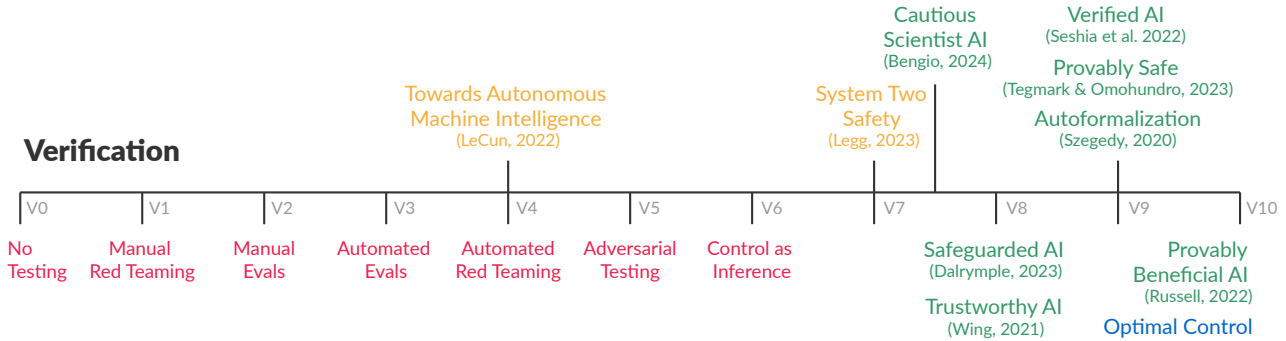 Cautious
Scientist AI
(Bengio, 2024)
Verified AI
(Seshia et al. 2022)
Provably Safe
(Tegmark & Omohundro, 2023)
Autoformalization
(Szegedy, 2020)
Towards Autonomous
Machine Intelligence
(LeCun, 2022)
System Two
Safety
(Legg, 2023)
Verification
V0
V1
V2
V3
V4
V5
V6
V7
V8
V9
V10
No
Testing
Manual
Red Teaming
Manual
Evals
Automated
Evals
Automated
Red Teaming
Adversarial
Testing
Control as
Inference
Safeguarded AI
(Dalrymple, 2023)
Trustworthy AI
(Wing, 2021)
Provably
Beneficial AI
(Russell, 2022)
Optimal Control